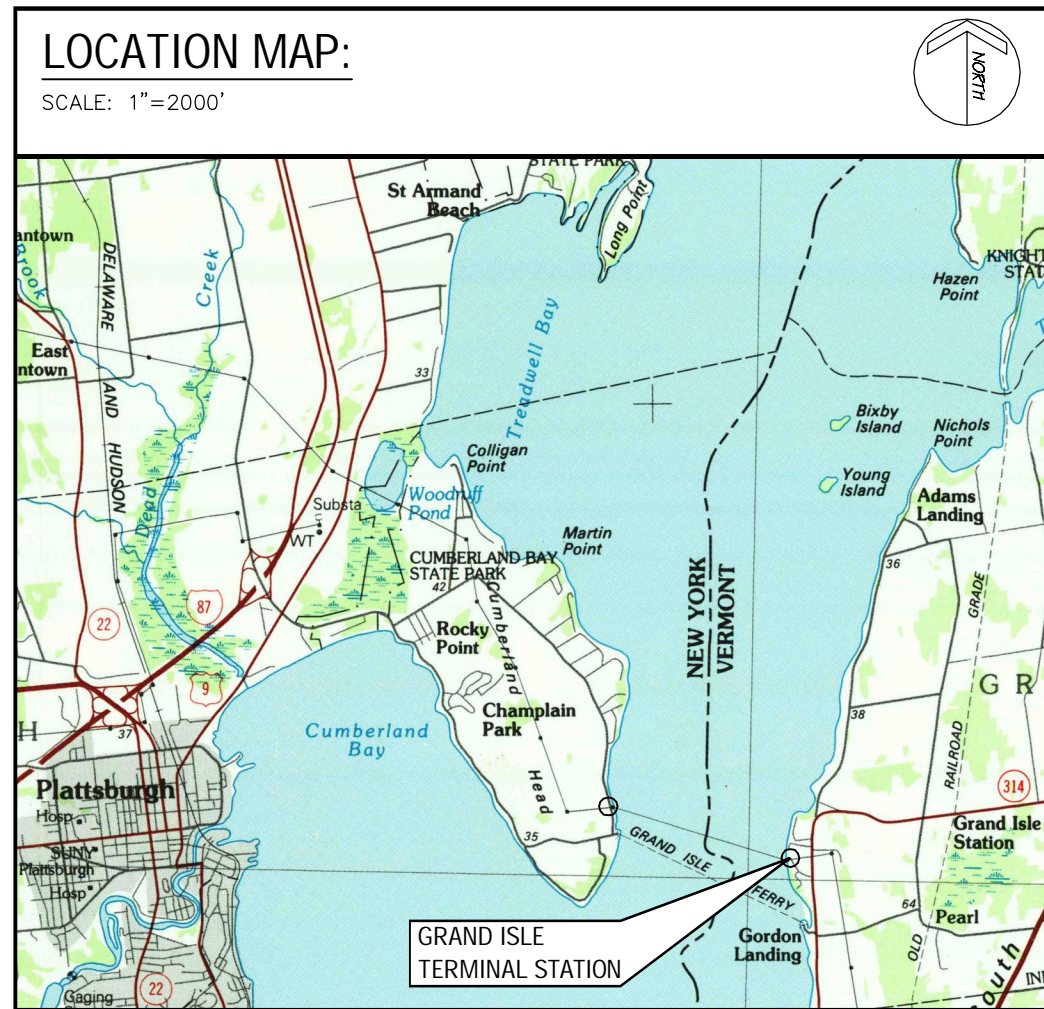 LOCATION MAP:
SCALE: 1"=2000'
NORTH
STATE PARK
St Armand
Beach
Long Point
antown
Brook
DELAWARE
AND
HUDSON
Creek
Dead
East
ntown
33
Treadwell Bay
Hazen
Point
KNIGHT
STAT
Bixby
Island
Nichols
Point
Young
Island
Adams
Landing
Colligan
Point
Woodruff
Pond
Substa
WT
Martin
Point
CUMBERLAND BAY
STATE PARK
42
36
NEW YORK
VERMONT
87
22
9
Rocky
Point
Cumberland
Head
Champlain
Park
Cumberland
Bay
GRADE
RAILROAD
OLD
G R
38
H
37
Plattsburgh
Hosp
SUNY
Plattsburgh
Hosp
35
GRAND ISLE
FERRY
314
Grand Isle
Station
64
Pearl
Gordon
Landing
GRAND ISLE
TERMINAL STATION
22
Gaging
outh
IN